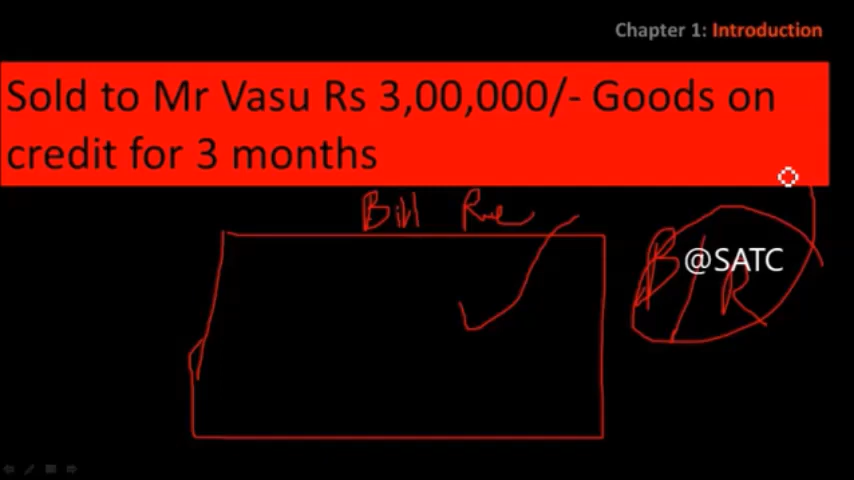 Chapter 1: Introduction
Sold to Mr Vasu Rs 3,00,000/- Goods on
credit for 3 months
Bill
B/R
@SATC